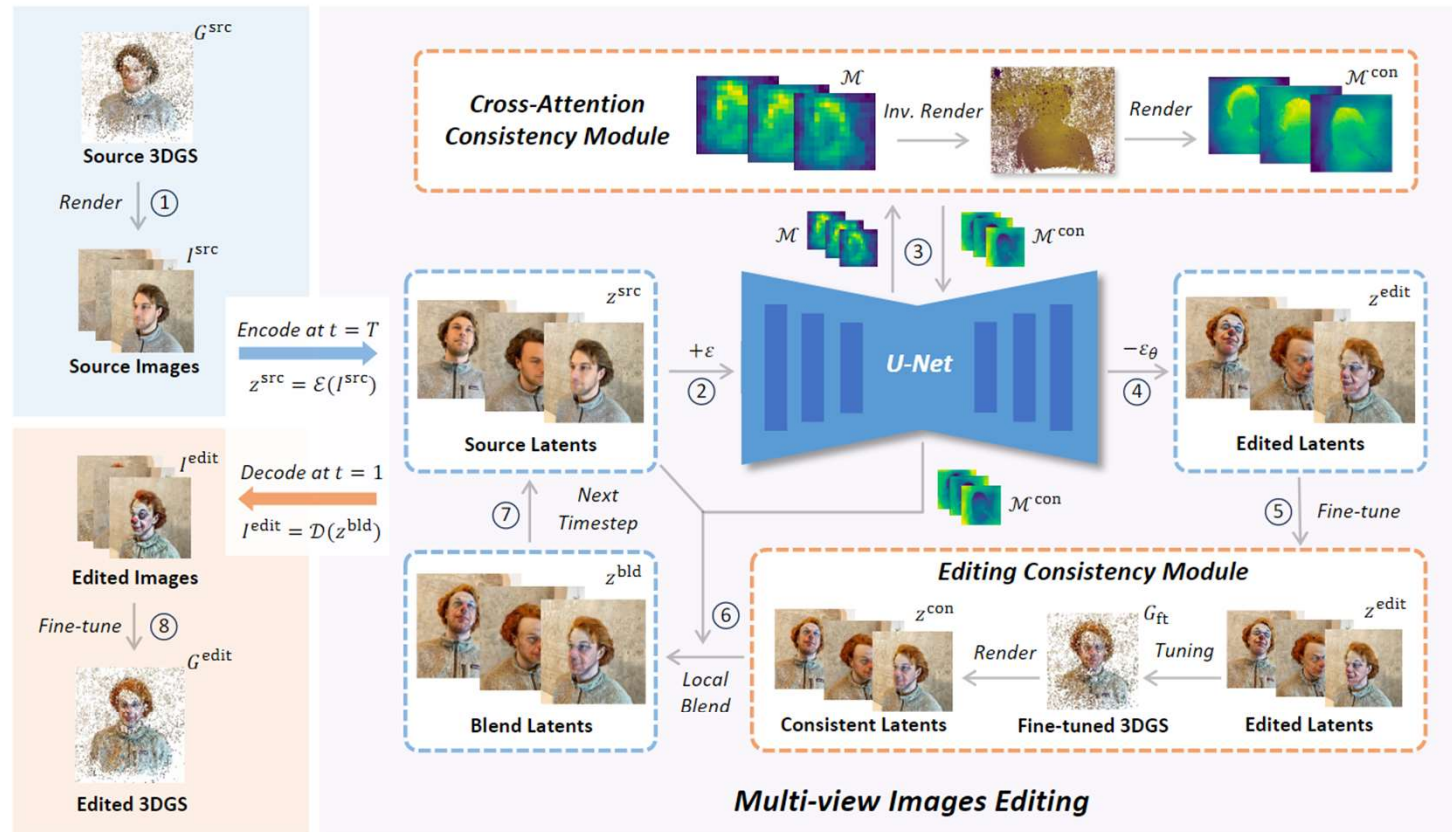 G^src
Source 3DGS
Render ①
I^src
Source Images
Encode at t = T
z^src = ℰ(I^src)
I^edit
Decode at t = 1
I^edit = 𝒟(z^bld)
Edited Images
Fine-tune ⑧
G^edit
Edited 3DGS
Cross-Attention
Consistency Module
ℳ
Inv. Render
Render
ℳ^con
ℳ
③
ℳ^con
z^src
Source Latents
+ε
②
U-Net
−ε_θ
④
z^edit
Edited Latents
ℳ^con
⑤ Fine-tune
⑦
Next
Timestep
z^bld
Blend Latents
⑥
Local
Blend
Editing Consistency Module
z^con
Consistent Latents
Render
G_ft
Fine-tuned 3DGS
Tuning
z^edit
Edited Latents
Multi-view Images Editing